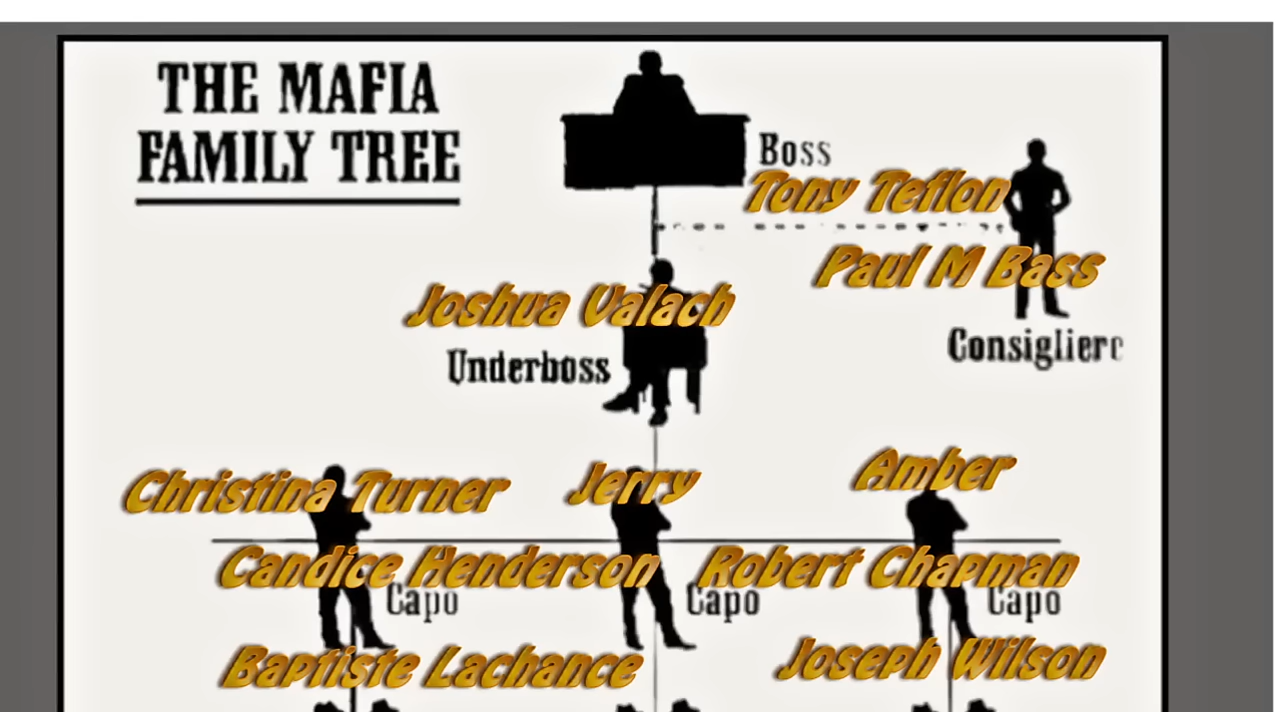 THE MAFIA
FAMILY TREE
Boss
Tony Teflon
Paul M Bass
Consigliere
Joshua Valach
Underboss
Christina Turner
Jerry
Amber
Candice Henderson
Robert Chapman
Capo
Capo
Capo
Baptiste Lachance
Joseph Wilson